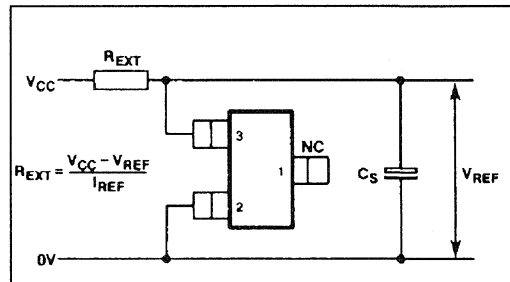 REXT
VCC
3
NC
1
REXT = VCC − VREF / IREF
2
CS
VREF
0V